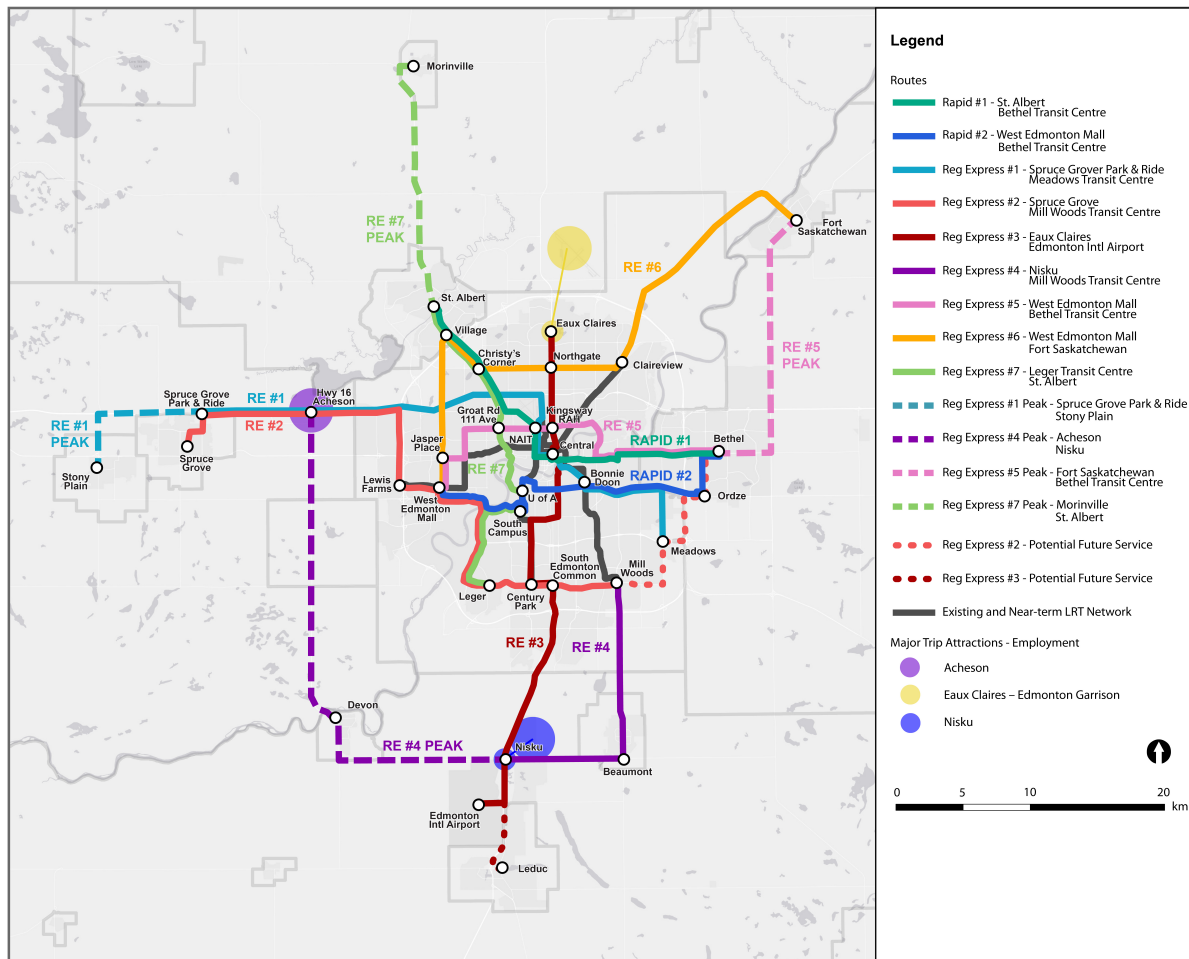 Morinville
RE #7
PEAK
Fort
Saskatchewan
RE #6
St. Albert
Eaux Claires
Village
Christy's
Corner
Northgate
Claireview
RE #5
PEAK
Spruce Grove
Park & Ride
Hwy 16
Acheson
RE #1
RE #2
RE #1
PEAK
Groat Rd
111 Ave
Kingsway
RAH
RE #5
NAIT
RAPID #1
Bethel
Central
Jasper
Place
Spruce
Grove
RE #7
Stony
Plain
Bonnie
Doon
RAPID #2
Lewis
Farms
West
Edmonton
Mall
U of A
Ordze
South
Campus
Meadows
South
Edmonton
Common
Mill
Woods
Leger
Century
Park
RE #3
RE #4
Devon
RE #4 PEAK
Nisku
Beaumont
Edmonton
Intl Airport
Leduc
Legend
Routes
Rapid #1 - St. Albert
Bethel Transit Centre
Rapid #2 - West Edmonton Mall
Bethel Transit Centre
Reg Express #1 - Spruce Grover Park & Ride
Meadows Transit Centre
Reg Express #2 - Spruce Grove
Mill Woods Transit Centre
Reg Express #3 - Eaux Claires
Edmonton Intl Airport
Reg Express #4 - Nisku
Mill Woods Transit Centre
Reg Express #5 - West Edmonton Mall
Bethel Transit Centre
Reg Express #6 - West Edmonton Mall
Fort Saskatchewan
Reg Express #7 - Leger Transit Centre
St. Albert
Reg Express #1 Peak - Spruce Grove Park & Ride
Stony Plain
Reg Express #4 Peak - Acheson
Nisku
Reg Express #5 Peak - Fort Saskatchewan
Bethel Transit Centre
Reg Express #7 Peak - Morinville
St. Albert
Reg Express #2 - Potential Future Service
Reg Express #3 - Potential Future Service
Existing and Near-term LRT Network
Major Trip Attractions - Employment
Acheson
Eaux Claires – Edmonton Garrison
Nisku
0 5 10 20
km